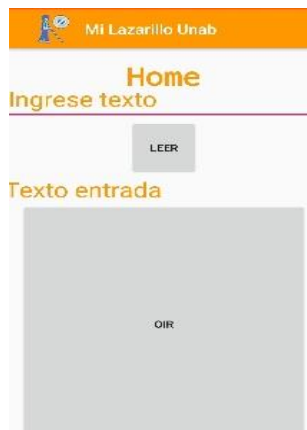 Mi Lazarillo Unab
Home
Ingrese texto
LEER
Texto entrada
OIR